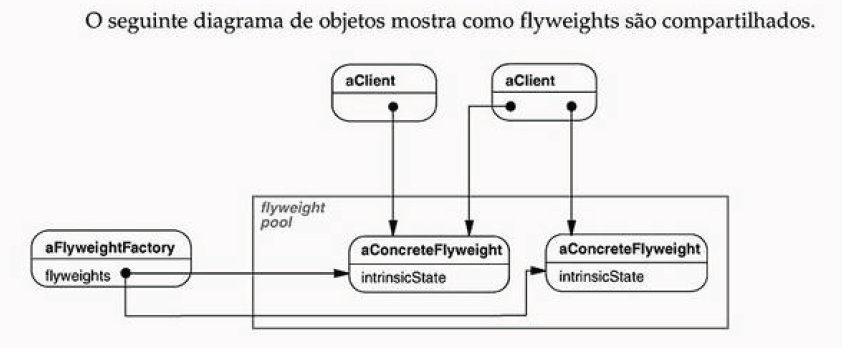 O seguinte diagrama de objetos mostra como flyweights são compartilhados.
aClient
aClient
flyweight
pool
aFlyweightFactory
flyweights
aConcreteFlyweight
intrinsicState
aConcreteFlyweight
intrinsicState